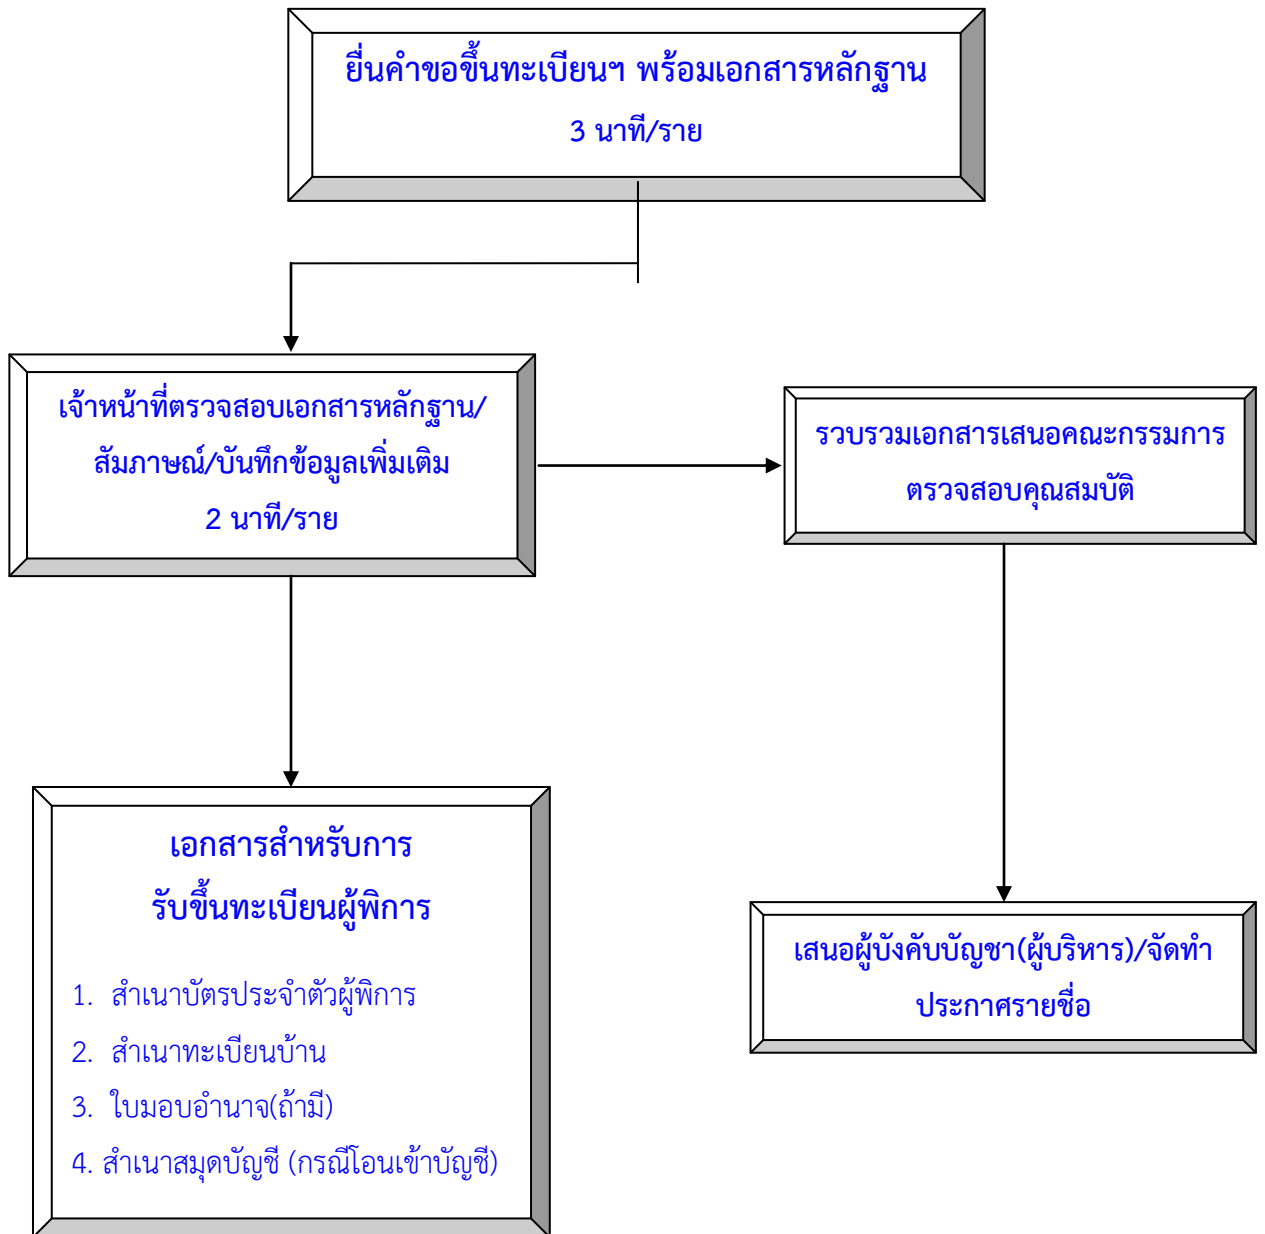 ยื่นคำขอขึ้นทะเบียนฯ พร้อมเอกสารหลักฐาน
3 นาที/ราย
เจ้าหน้าที่ตรวจสอบเอกสารหลักฐาน/
สัมภาษณ์/บันทึกข้อมูลเพิ่มเติม
2 นาที/ราย
รวบรวมเอกสารเสนอคณะกรรมการ
ตรวจสอบคุณสมบัติ
เอกสารสำหรับการ
รับขึ้นทะเบียนผู้พิการ
1. สำเนาบัตรประจำตัวผู้พิการ
2. สำเนาทะเบียนบ้าน
3. ใบมอบอำนาจ(ถ้ามี)
4. สำเนาสมุดบัญชี (กรณีโอนเข้าบัญชี)
เสนอผู้บังคับบัญชา(ผู้บริหาร)/จัดทำ
ประกาศรายชื่อ